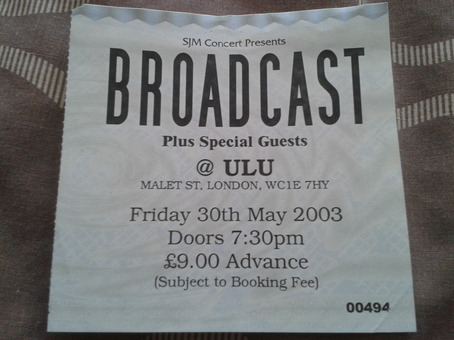 SJM Concert Presents
BROADCAST
Plus Special Guests
@ ULU
MALET ST, LONDON, WC1E 7HY
Friday 30th May 2003
Doors 7:30pm
£9.00 Advance
(Subject to Booking Fee)
00494